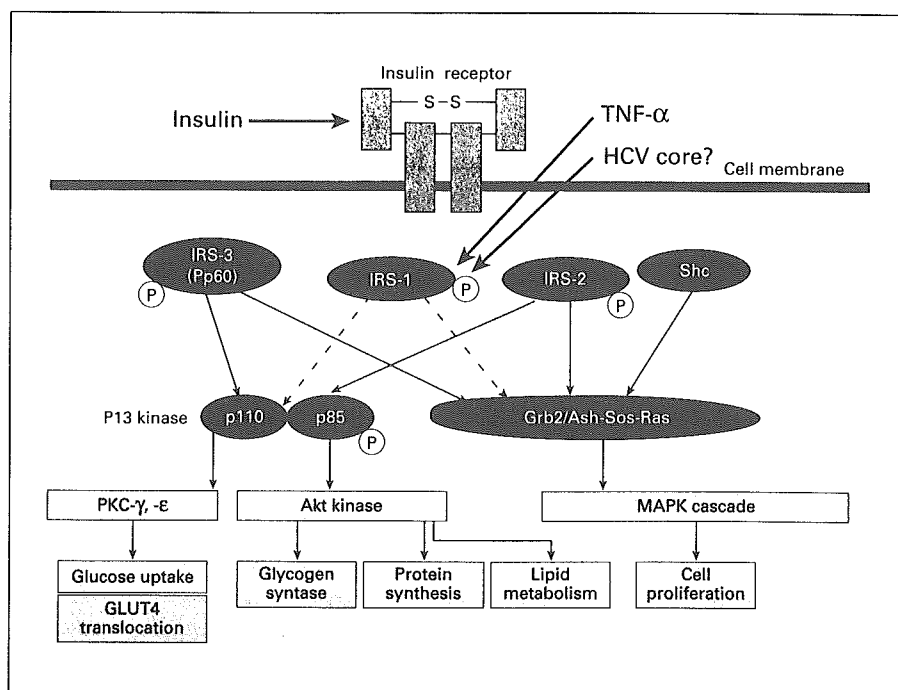 Insulin receptor
S-S
Insulin
TNF-α
HCV core?
Cell membrane
IRS-3
(Pp60)
P
IRS-1
P
IRS-2
P
Shc
P13 kinase
p110
p85
P
Grb2/Ash-Sos-Ras
PKC-γ, -ε
Akt kinase
MAPK cascade
Glucose uptake
GLUT4
translocation
Glycogen
syntase
Protein
synthesis
Lipid
metabolism
Cell
proliferation